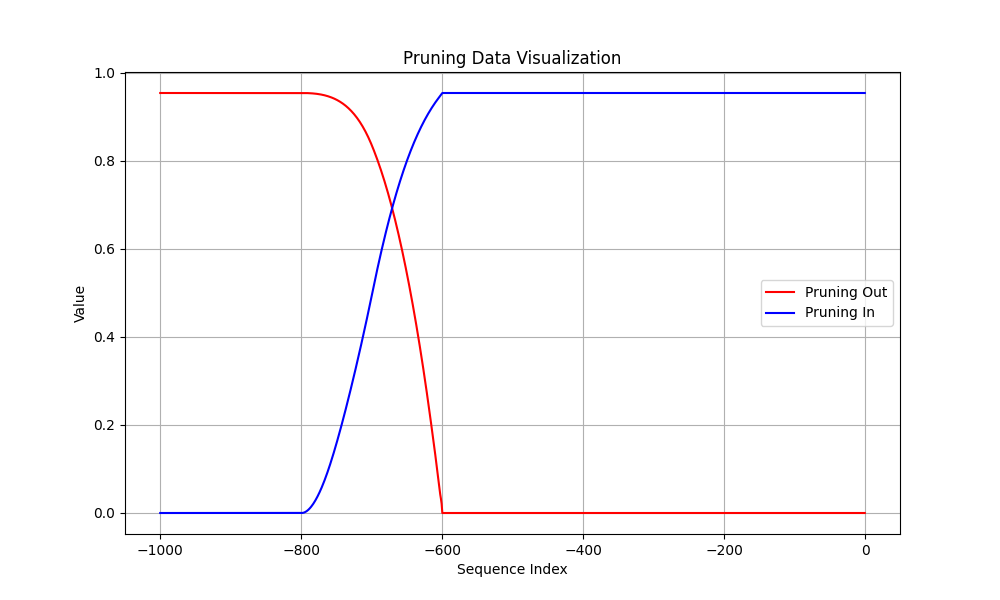 Pruning Data Visualization
1.0
0.8
0.6
0.4
0.2
0.0
Value
Pruning Out
Pruning In
−1000 −800 −600 −400 −200 0
Sequence Index